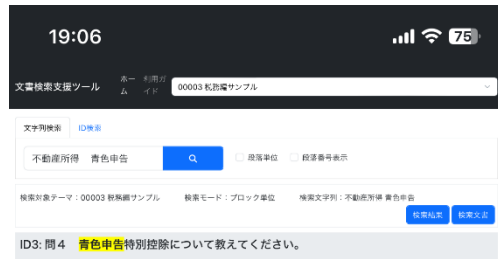 19:06
75
文書検索支援ツール
ホーム
利用ガイド
00003 税務編サンプル
文字列検索
ID検索
不動産所得　青色申告
段落単位
段落番号表示
検索対象テーマ：00003 税務編サンプル
検索モード：ブロック単位
検索文字列：不動産所得 青色申告
検索結果
検索文書
ID3: 問４　青色申告特別控除について教えてください。